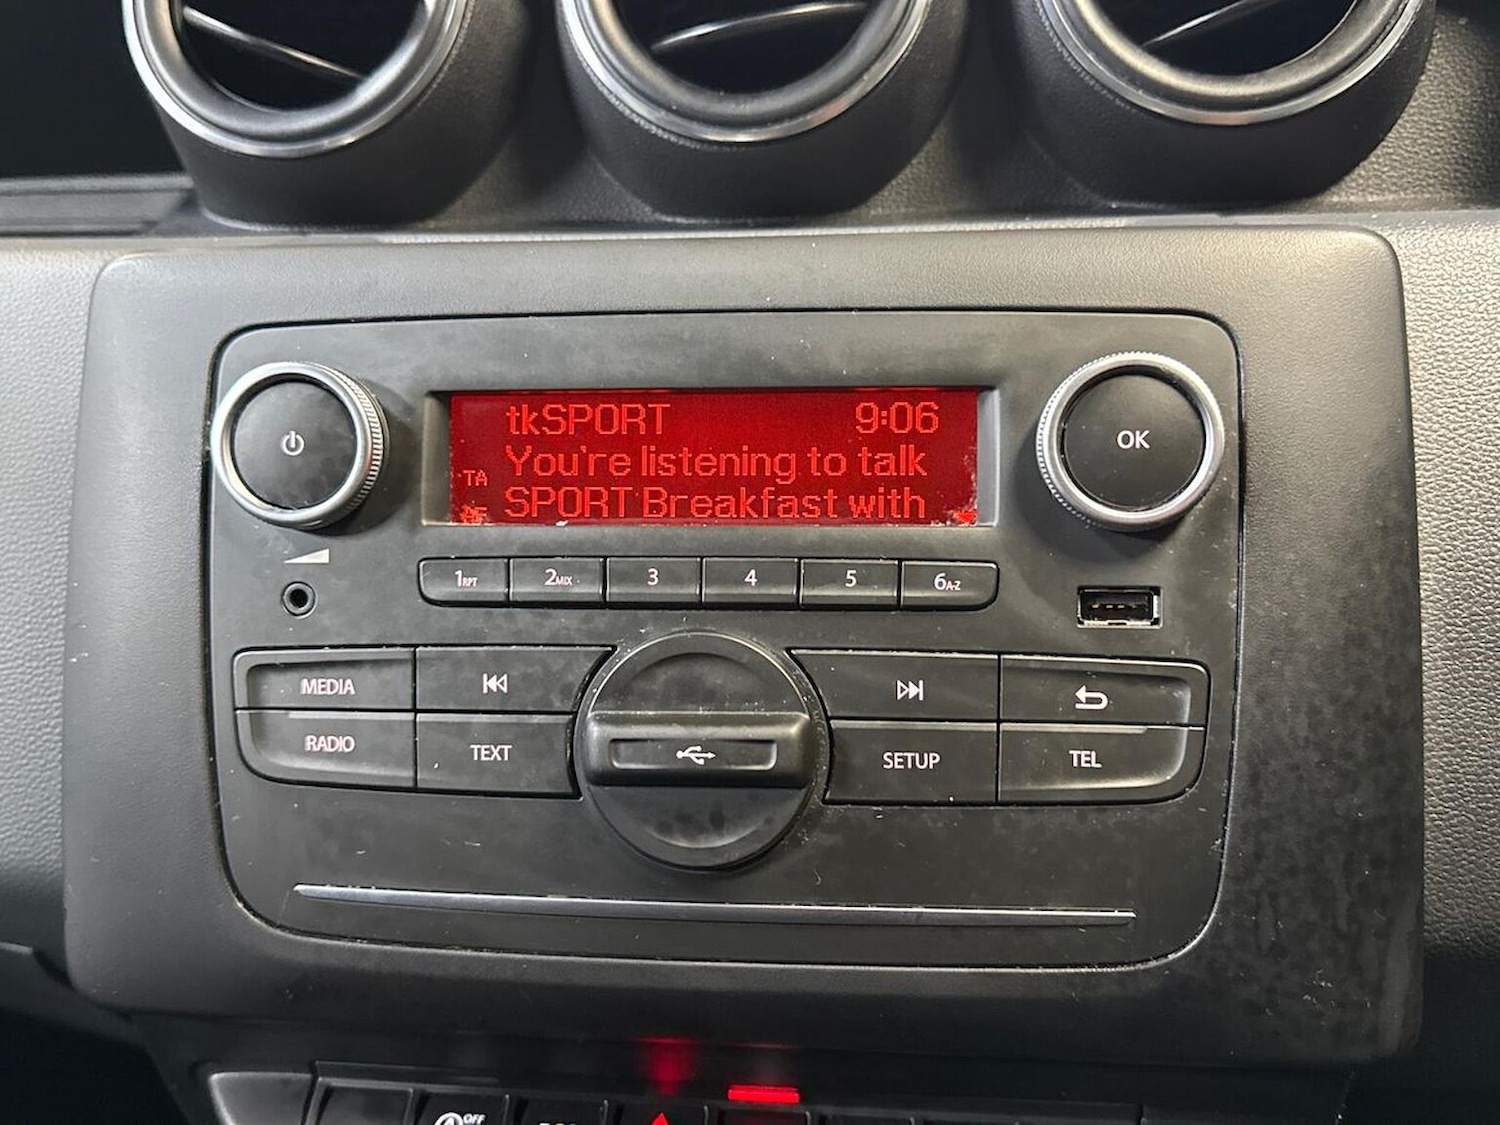 tkSPORT 9:06
You're listening to talk
TA
SPORT Breakfast with
OK
1RPT 2MIX 3 4 5 6A-Z
MEDIA
RADIO TEXT SETUP TEL
OFF